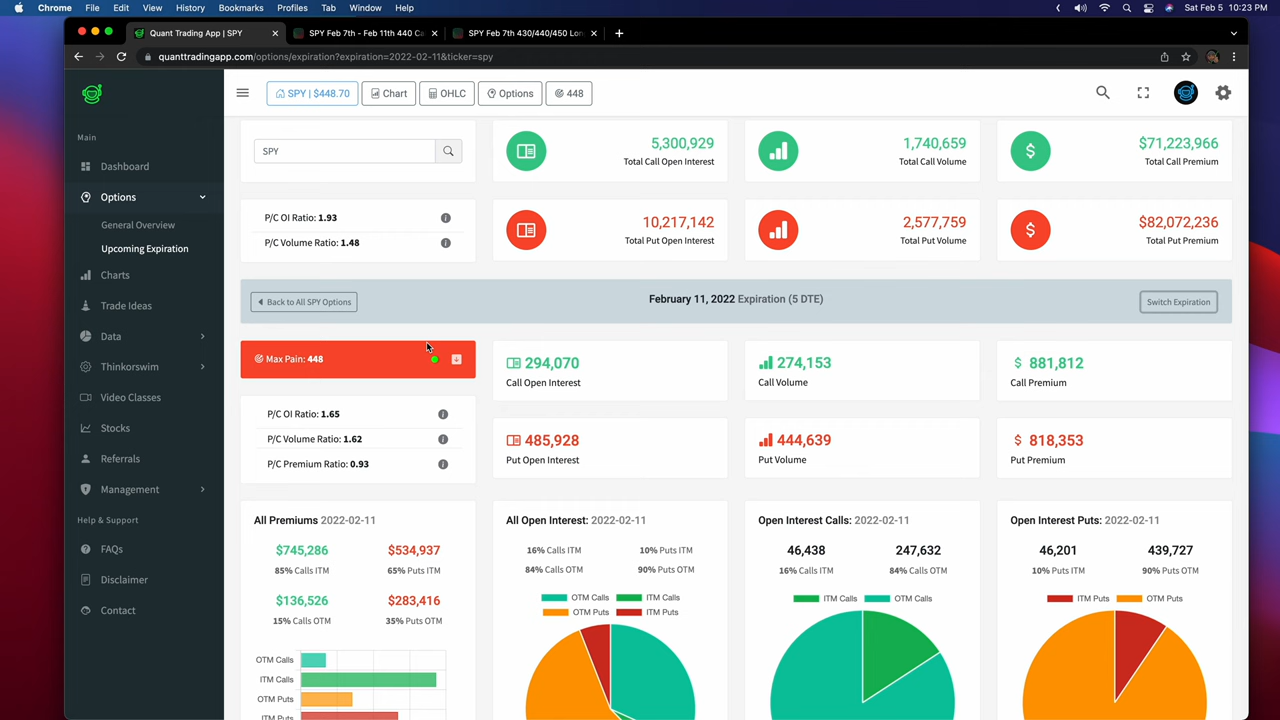 Chrome File Edit View History Bookmarks Profiles Tab Window Help Sat Feb 5 10:23 PM
Quant Trading App | SPY
SPY Feb 7th - Feb 11th 440 Ca
SPY Feb 7th 430/440/450 Lon
quanttradingapp.com/options/expiration?expiration=2022-02-11&ticker=spy
SPY | $448.70 Chart OHLC Options 448
Main
Dashboard
Options
General Overview
Upcoming Expiration
Charts
Trade Ideas
Data
Thinkorswim
Video Classes
Stocks
Referrals
Management
Help & Support
FAQs
Disclaimer
Contact
SPY
5,300,929
Total Call Open Interest
1,740,659
Total Call Volume
$71,223,966
Total Call Premium
P/C OI Ratio: 1.93
P/C Volume Ratio: 1.48
10,217,142
Total Put Open Interest
2,577,759
Total Put Volume
$82,072,236
Total Put Premium
Back to All SPY Options
February 11, 2022 Expiration (5 DTE)
Switch Expiration
Max Pain: 448
294,070
Call Open Interest
274,153
Call Volume
$ 881,812
Call Premium
P/C OI Ratio: 1.65
P/C Volume Ratio: 1.62
P/C Premium Ratio: 0.93
485,928
Put Open Interest
444,639
Put Volume
$ 818,353
Put Premium
All Premiums 2022-02-11
$745,286 $534,937
85% Calls ITM 65% Puts ITM
$136,526 $283,416
15% Calls OTM 35% Puts OTM
OTM Calls
ITM Calls
OTM Puts
ITM Puts
All Open Interest: 2022-02-11
16% Calls ITM 10% Puts ITM
84% Calls OTM 90% Puts OTM
OTM Calls ITM Calls
OTM Puts ITM Puts
Open Interest Calls: 2022-02-11
46,438 247,632
16% Calls ITM 84% Calls OTM
ITM Calls OTM Calls
Open Interest Puts: 2022-02-11
46,201 439,727
10% Puts ITM 90% Puts OTM
ITM Puts OTM Puts